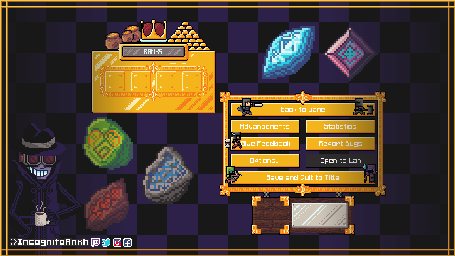 RANKS
Back to Game
Advancements
Statistics
Give Feedback
Report Bugs
Options...
Open to Lan
Save and Quit to Title
IncognitoAnkh